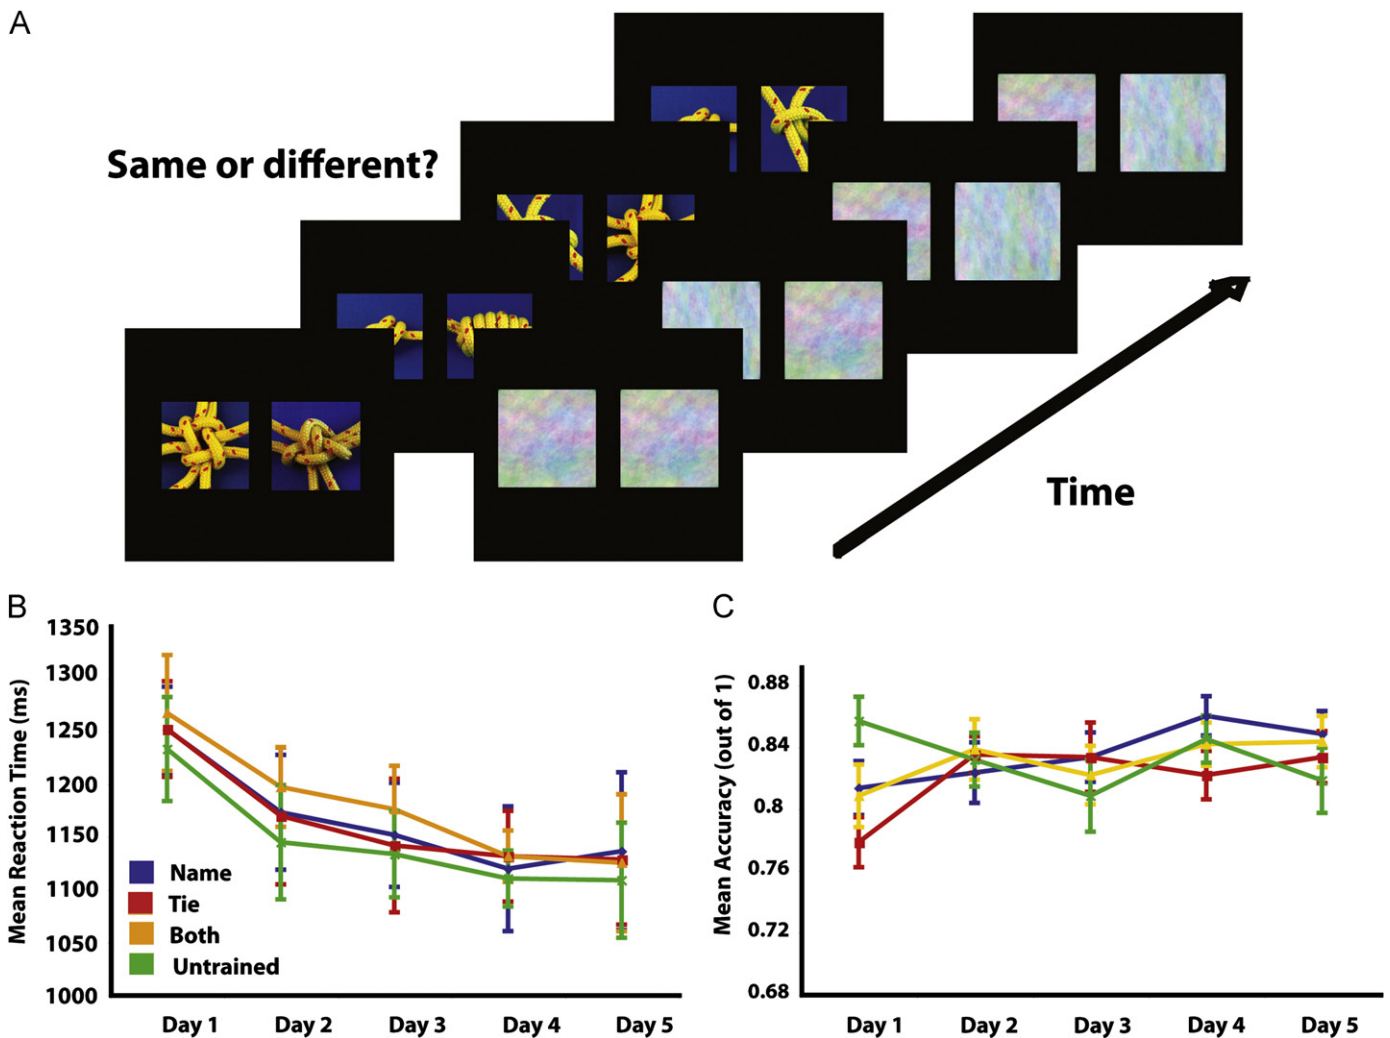 A
Same or different?
Time
B
Mean Reaction Time (ms)
1350
1300
1250
1200
1150
1100
1050
1000
Name
Tie
Both
Untrained
Day 1 Day 2 Day 3 Day 4 Day 5
C
Mean Accuracy (out of 1)
0.88
0.84
0.8
0.76
0.72
0.68
Day 1 Day 2 Day 3 Day 4 Day 5